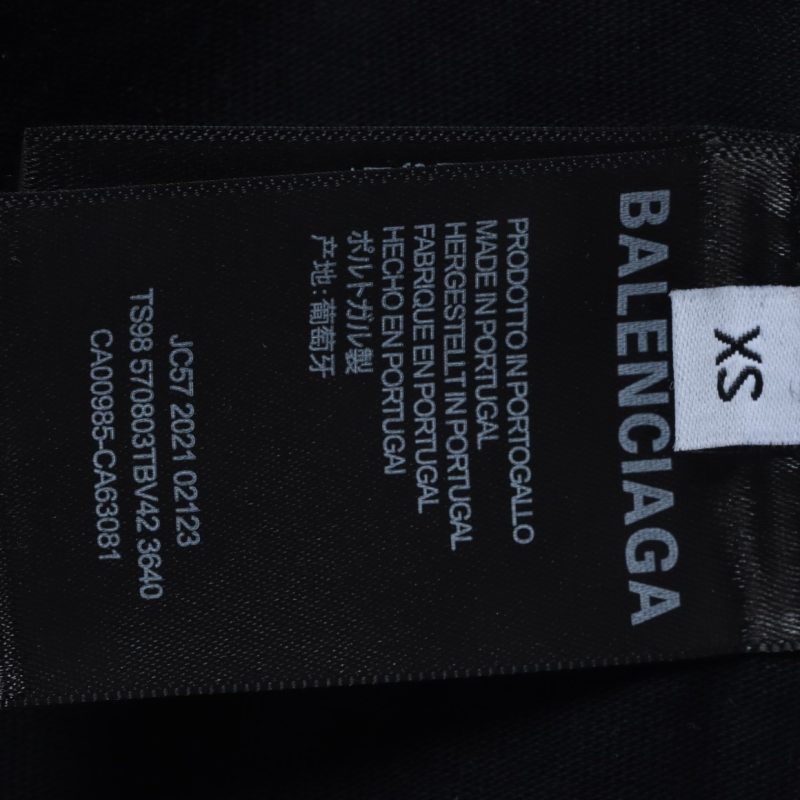 XS
BALENCIAGA
PRODOTTO IN PORTOGALLO
MADE IN PORTUGAL
HERGESTELLT IN PORTUGAL
FABRIQUE EN PORTUGAL
HECHO EN PORTUGAl
ポルトガル製
产地:葡萄牙
JC57 2021 02123
TS98 570803TBV42 3640
CA00985-CA63081